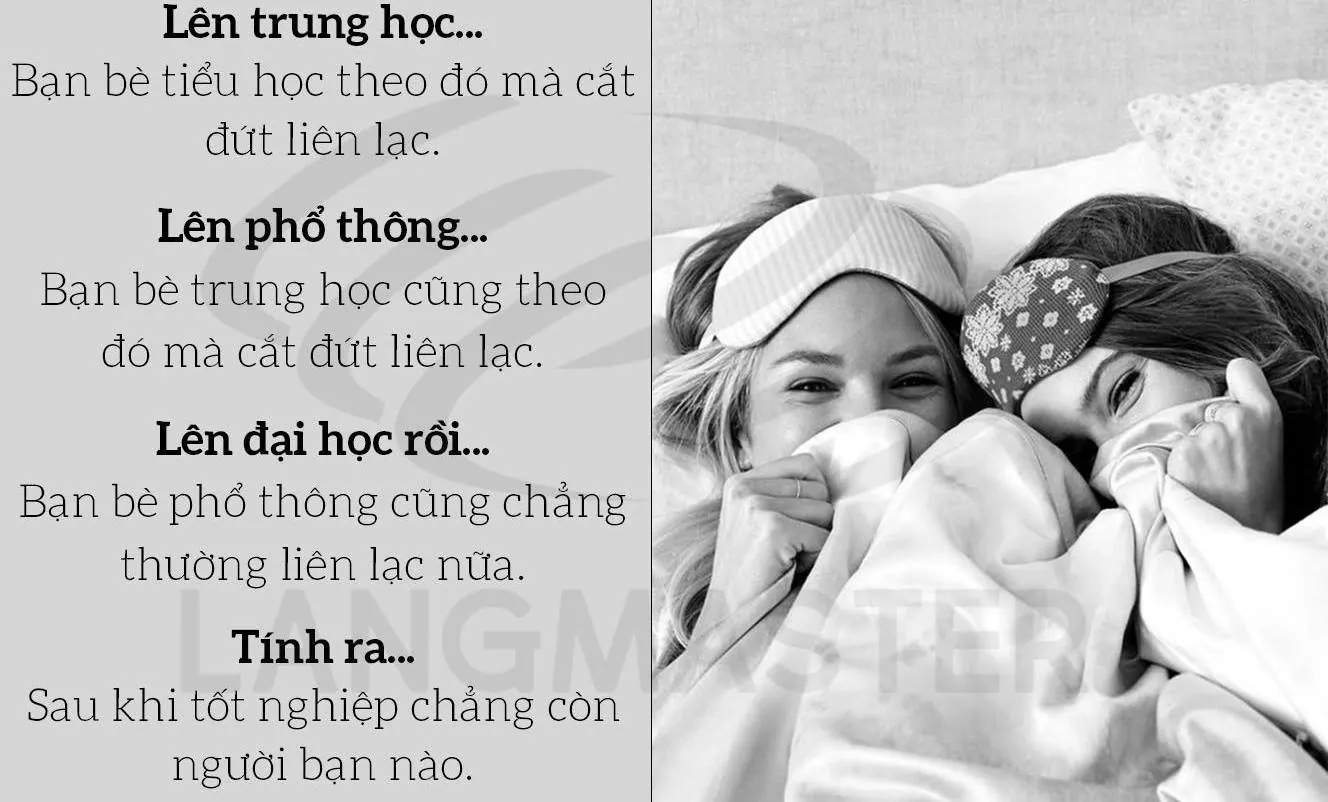 Lên trung học...
Bạn bè tiểu học theo đó mà cắt
đứt liên lạc.
Lên phổ thông...
Bạn bè trung học cũng theo
đó mà cắt đứt liên lạc.
Lên đại học rồi...
Bạn bè phổ thông cũng chẳng
thường liên lạc nữa.
Tính ra...
Sau khi tốt nghiệp chẳng còn
người bạn nào.
LANGMASTER